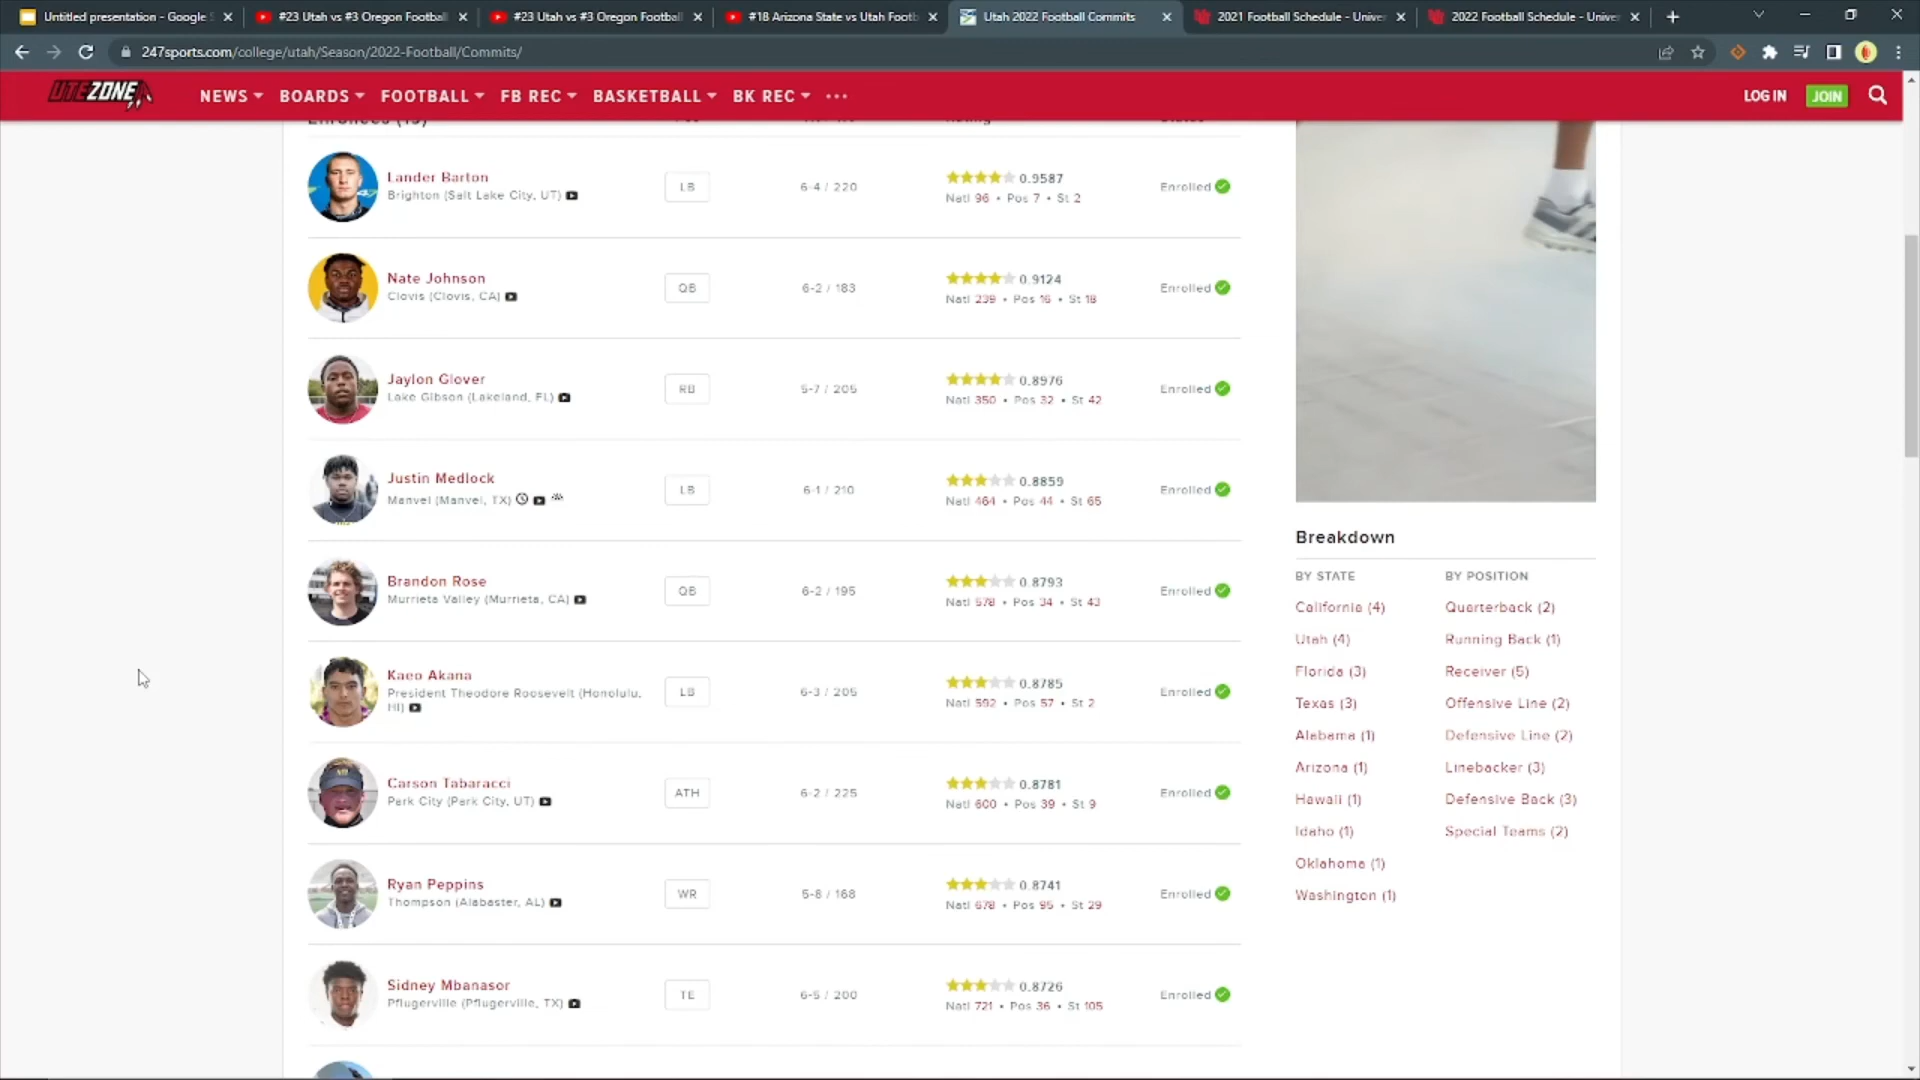 Untitled presentation - Google S
#23 Utah vs #3 Oregon Football
#23 Utah vs #3 Oregon Football
#18 Arizona State vs Utah Footb
Utah 2022 Football Commits
2021 Football Schedule - Univer
2022 Football Schedule - Univer
247sports.com/college/utah/Season/2022-Football/Commits/
UTEZONE
NEWS
BOARDS
FOOTBALL
FB REC
BASKETBALL
BK REC
LOG IN
JOIN
Lander Barton
Brighton (Salt Lake City, UT)
LB
6-4 / 220
0.9587
Natl 96 • Pos 7 • St 2
Enrolled
Nate Johnson
Clovis (Clovis, CA)
QB
6-2 / 183
0.9124
Natl 239 • Pos 16 • St 18
Enrolled
Jaylon Glover
Lake Gibson (Lakeland, FL)
RB
5-7 / 205
0.8976
Natl 350 • Pos 32 • St 42
Enrolled
Justin Medlock
Manvel (Manvel, TX)
LB
6-1 / 210
0.8859
Natl 464 • Pos 44 • St 65
Enrolled
Brandon Rose
Murrieta Valley (Murrieta, CA)
QB
6-2 / 195
0.8793
Natl 578 • Pos 34 • St 43
Enrolled
Kaeo Akana
President Theodore Roosevelt (Honolulu,
HI)
LB
6-3 / 205
0.8785
Natl 592 • Pos 57 • St 2
Enrolled
Carson Tabaracci
Park City (Park City, UT)
ATH
6-2 / 225
0.8781
Natl 600 • Pos 39 • St 9
Enrolled
Ryan Peppins
Thompson (Alabaster, AL)
WR
5-8 / 168
0.8741
Natl 678 • Pos 95 • St 29
Enrolled
Sidney Mbanasor
Pflugerville (Pflugerville, TX)
TE
6-5 / 200
0.8726
Natl 721 • Pos 36 • St 105
Enrolled
Breakdown
BY STATE
California (4)
Utah (4)
Florida (3)
Texas (3)
Alabama (1)
Arizona (1)
Hawaii (1)
Idaho (1)
Oklahoma (1)
Washington (1)
BY POSITION
Quarterback (2)
Running Back (1)
Receiver (5)
Offensive Line (2)
Defensive Line (2)
Linebacker (3)
Defensive Back (3)
Special Teams (2)